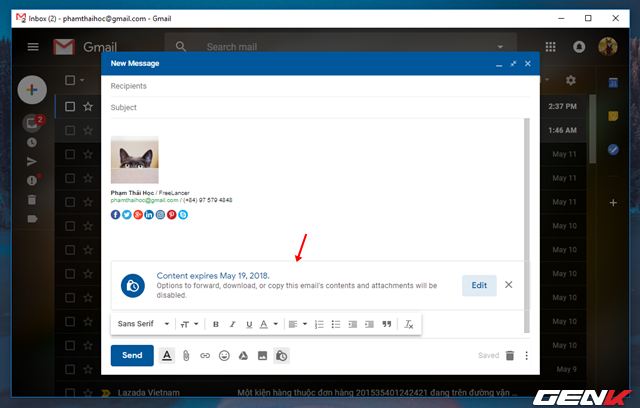 Inbox (2) - phamthaihoc@gmail.com - Gmail
Gmail
Search mail
New Message
Recipients
Subject
2
2:37 PM
1:46 AM
May 11
May 11
May 11
May 11
May 10
May 10
May 10
May 10
May 10
May 10
May 9
Phạm Thái Học / FreeLancer
phamthaihoc@gmail.com / (+84) 97 579 4848
Content expires May 19, 2018.
Options to forward, download, or copy this email's contents and attachments will be
disabled.
Edit
Sans Serif
Send
Saved
Lazada Vietnam
Một kiện hàng thuộc đơn hàng 201535401242421 đang trên đường vận
GENK